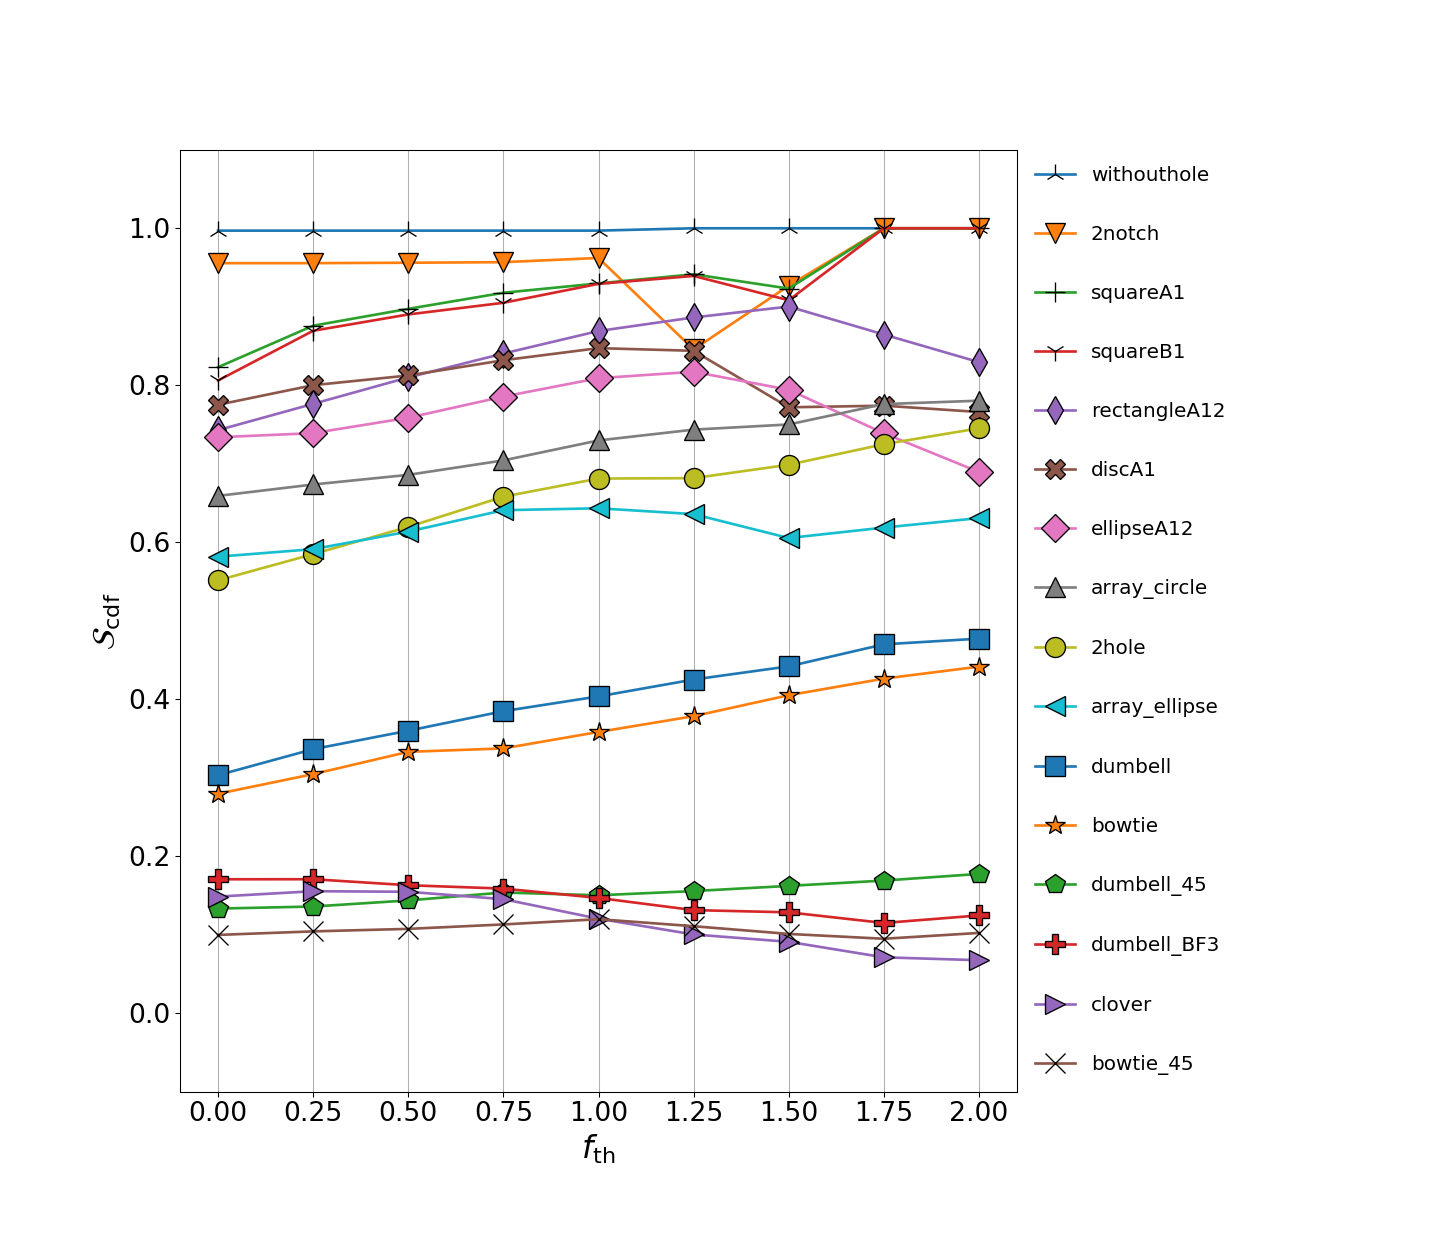 1.0
0.8
0.6
0.4
0.2
0.0
𝒮cdf
0.00 0.25 0.50 0.75 1.00 1.25 1.50 1.75 2.00
fth
withouthole
2notch
squareA1
squareB1
rectangleA12
discA1
ellipseA12
array_circle
2hole
array_ellipse
dumbell
bowtie
dumbell_45
dumbell_BF3
clover
bowtie_45